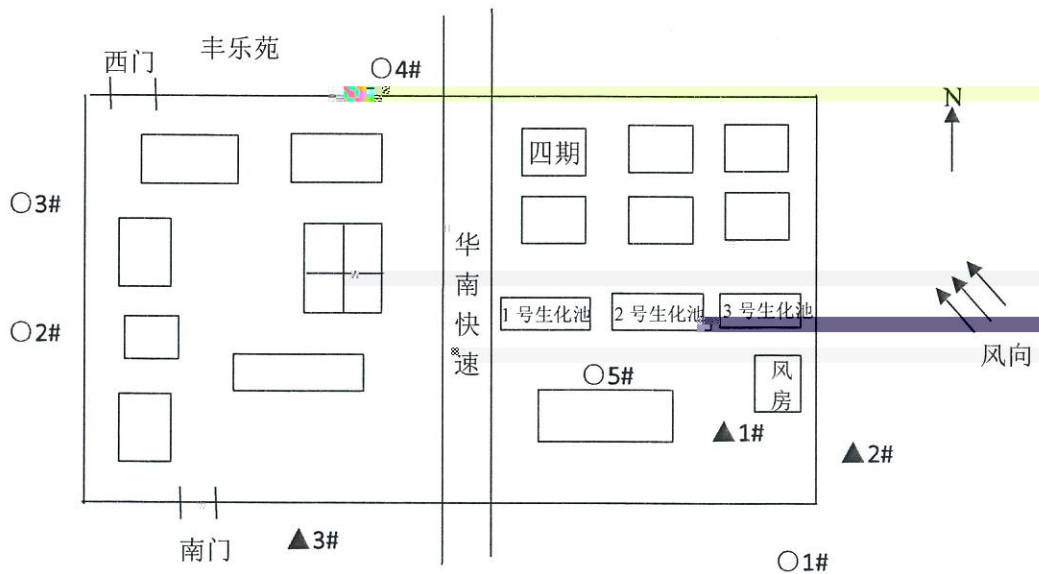 丰乐苑
西门
○4#
N
四期
○3#
华南快速
1号生化池
2号生化池
3号生化池
○2#
风向
○5#
风房
▲1#
▲2#
南门
▲3#
○1#